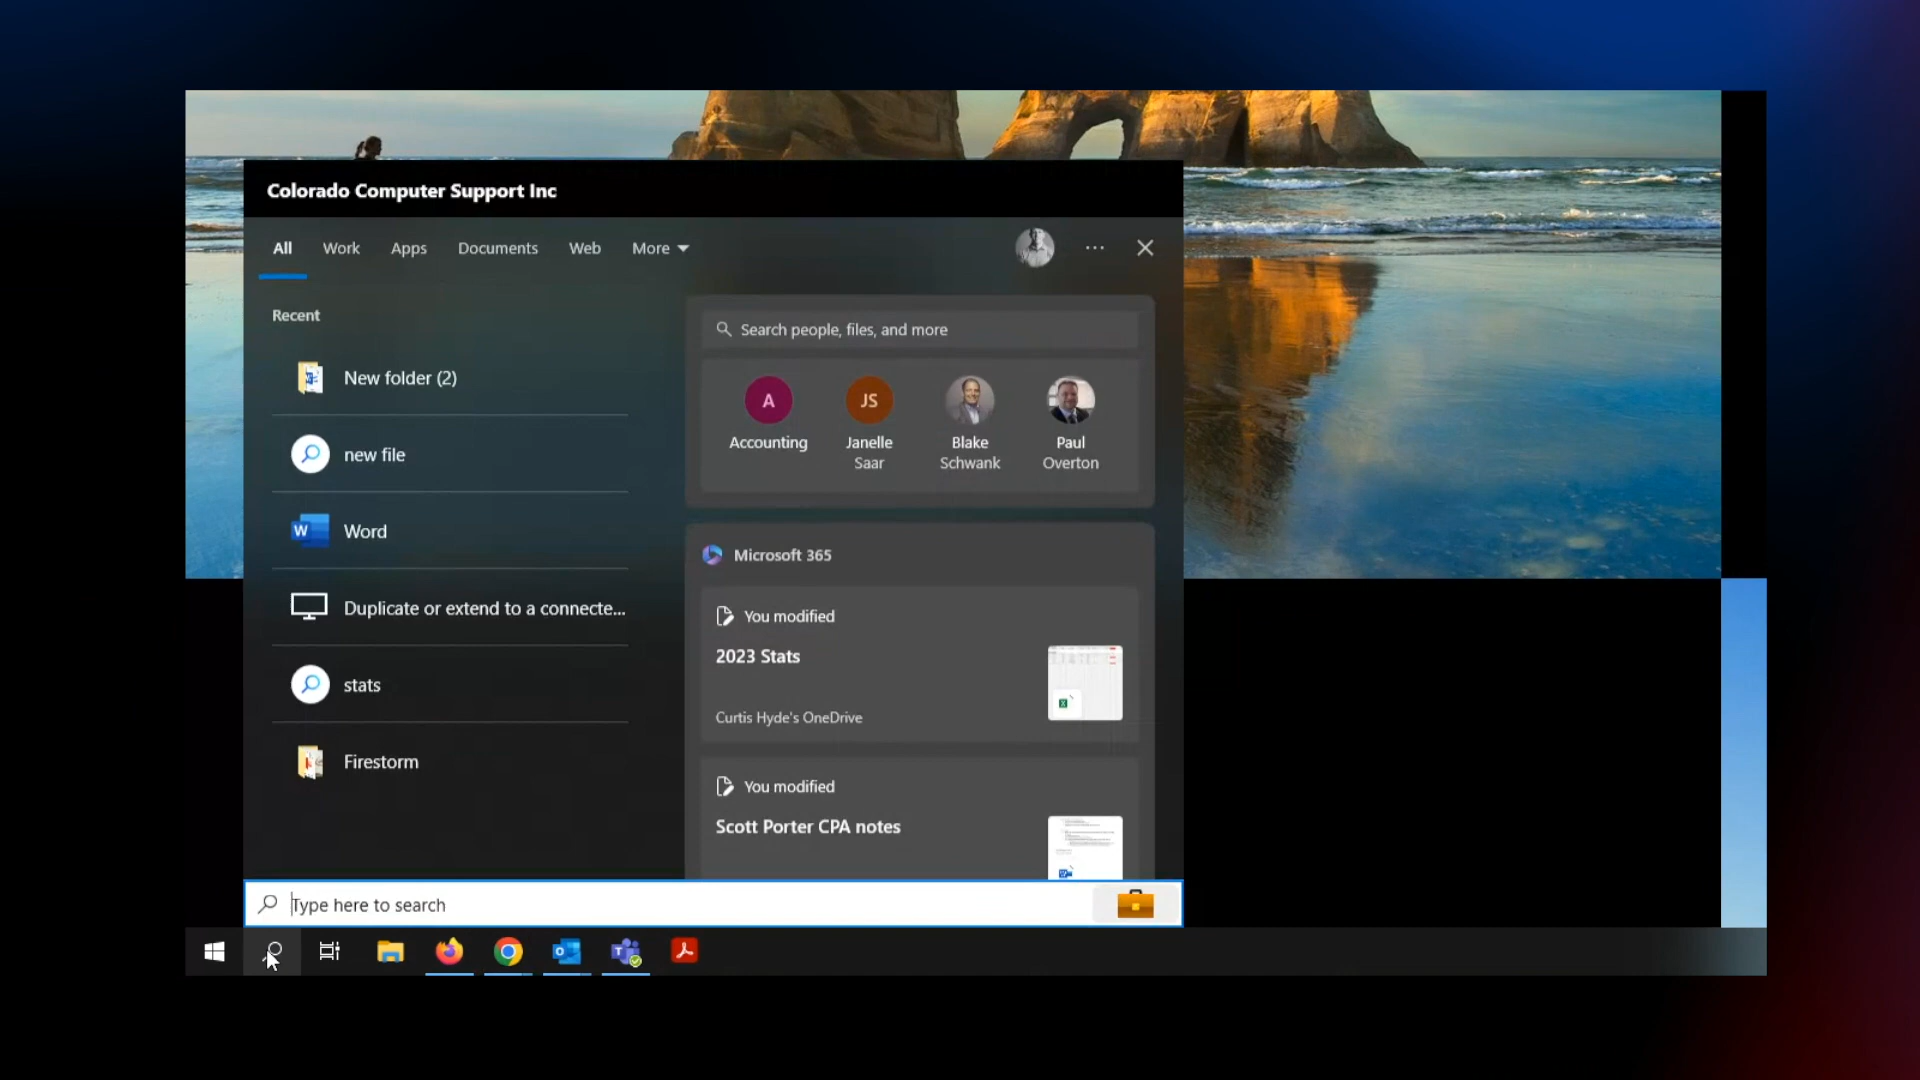 Colorado Computer Support Inc
All Work Apps Documents Web More
Recent
New folder (2)
new file
Word
Duplicate or extend to a connecte...
stats
Firestorm
Search people, files, and more
A JS
Accounting Janelle Blake Paul
Saar Schwank Overton
Microsoft 365
You modified
2023 Stats
Curtis Hyde's OneDrive
You modified
Scott Porter CPA notes
Type here to search